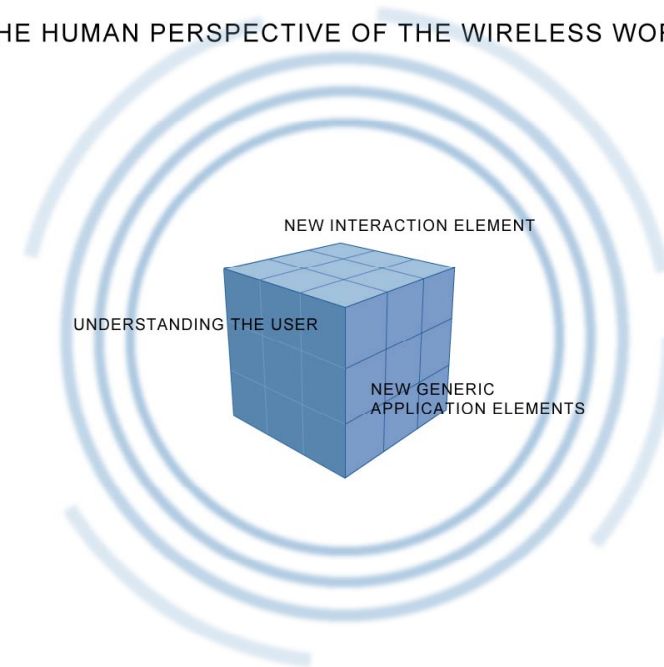 HE HUMAN PERSPECTIVE OF THE WIRELESS WOR
NEW INTERACTION ELEMENT
UNDERSTANDING THE USER
NEW GENERIC
APPLICATION ELEMENTS